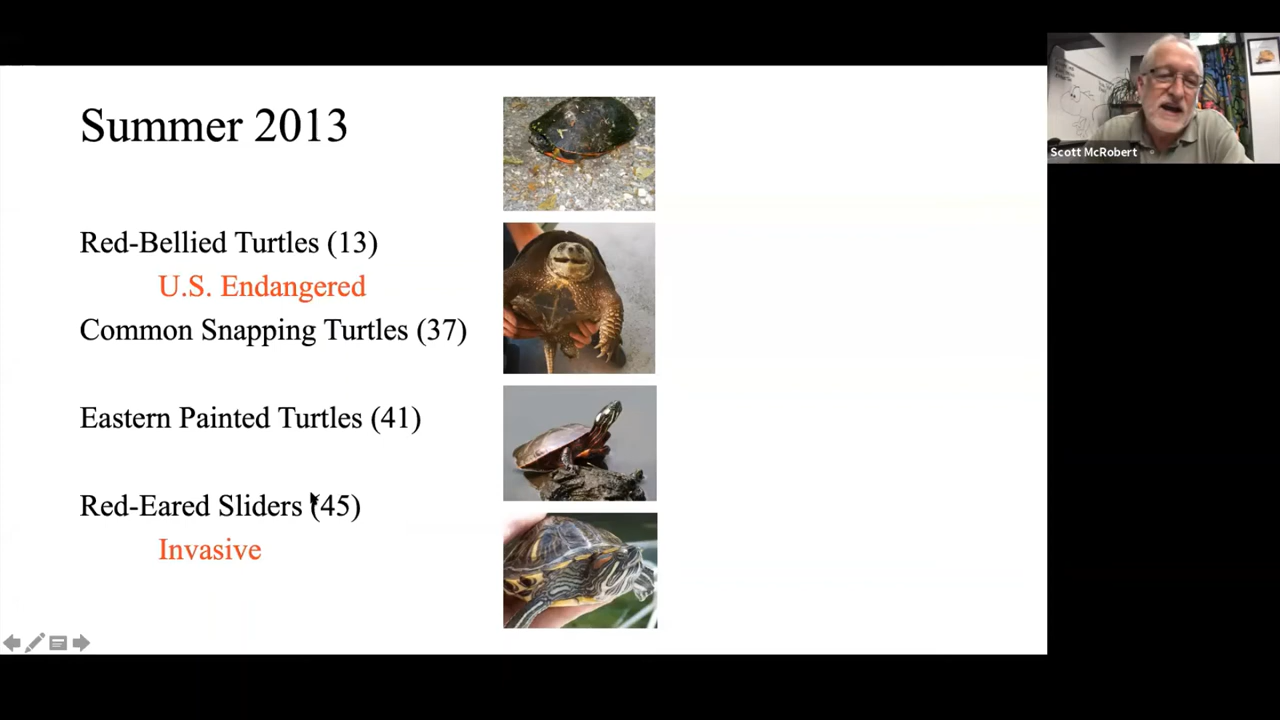 Summer 2013
Red-Bellied Turtles (13)
U.S. Endangered
Common Snapping Turtles (37)
Eastern Painted Turtles (41)
Red-Eared Sliders (45)
Invasive
Scott McRobert